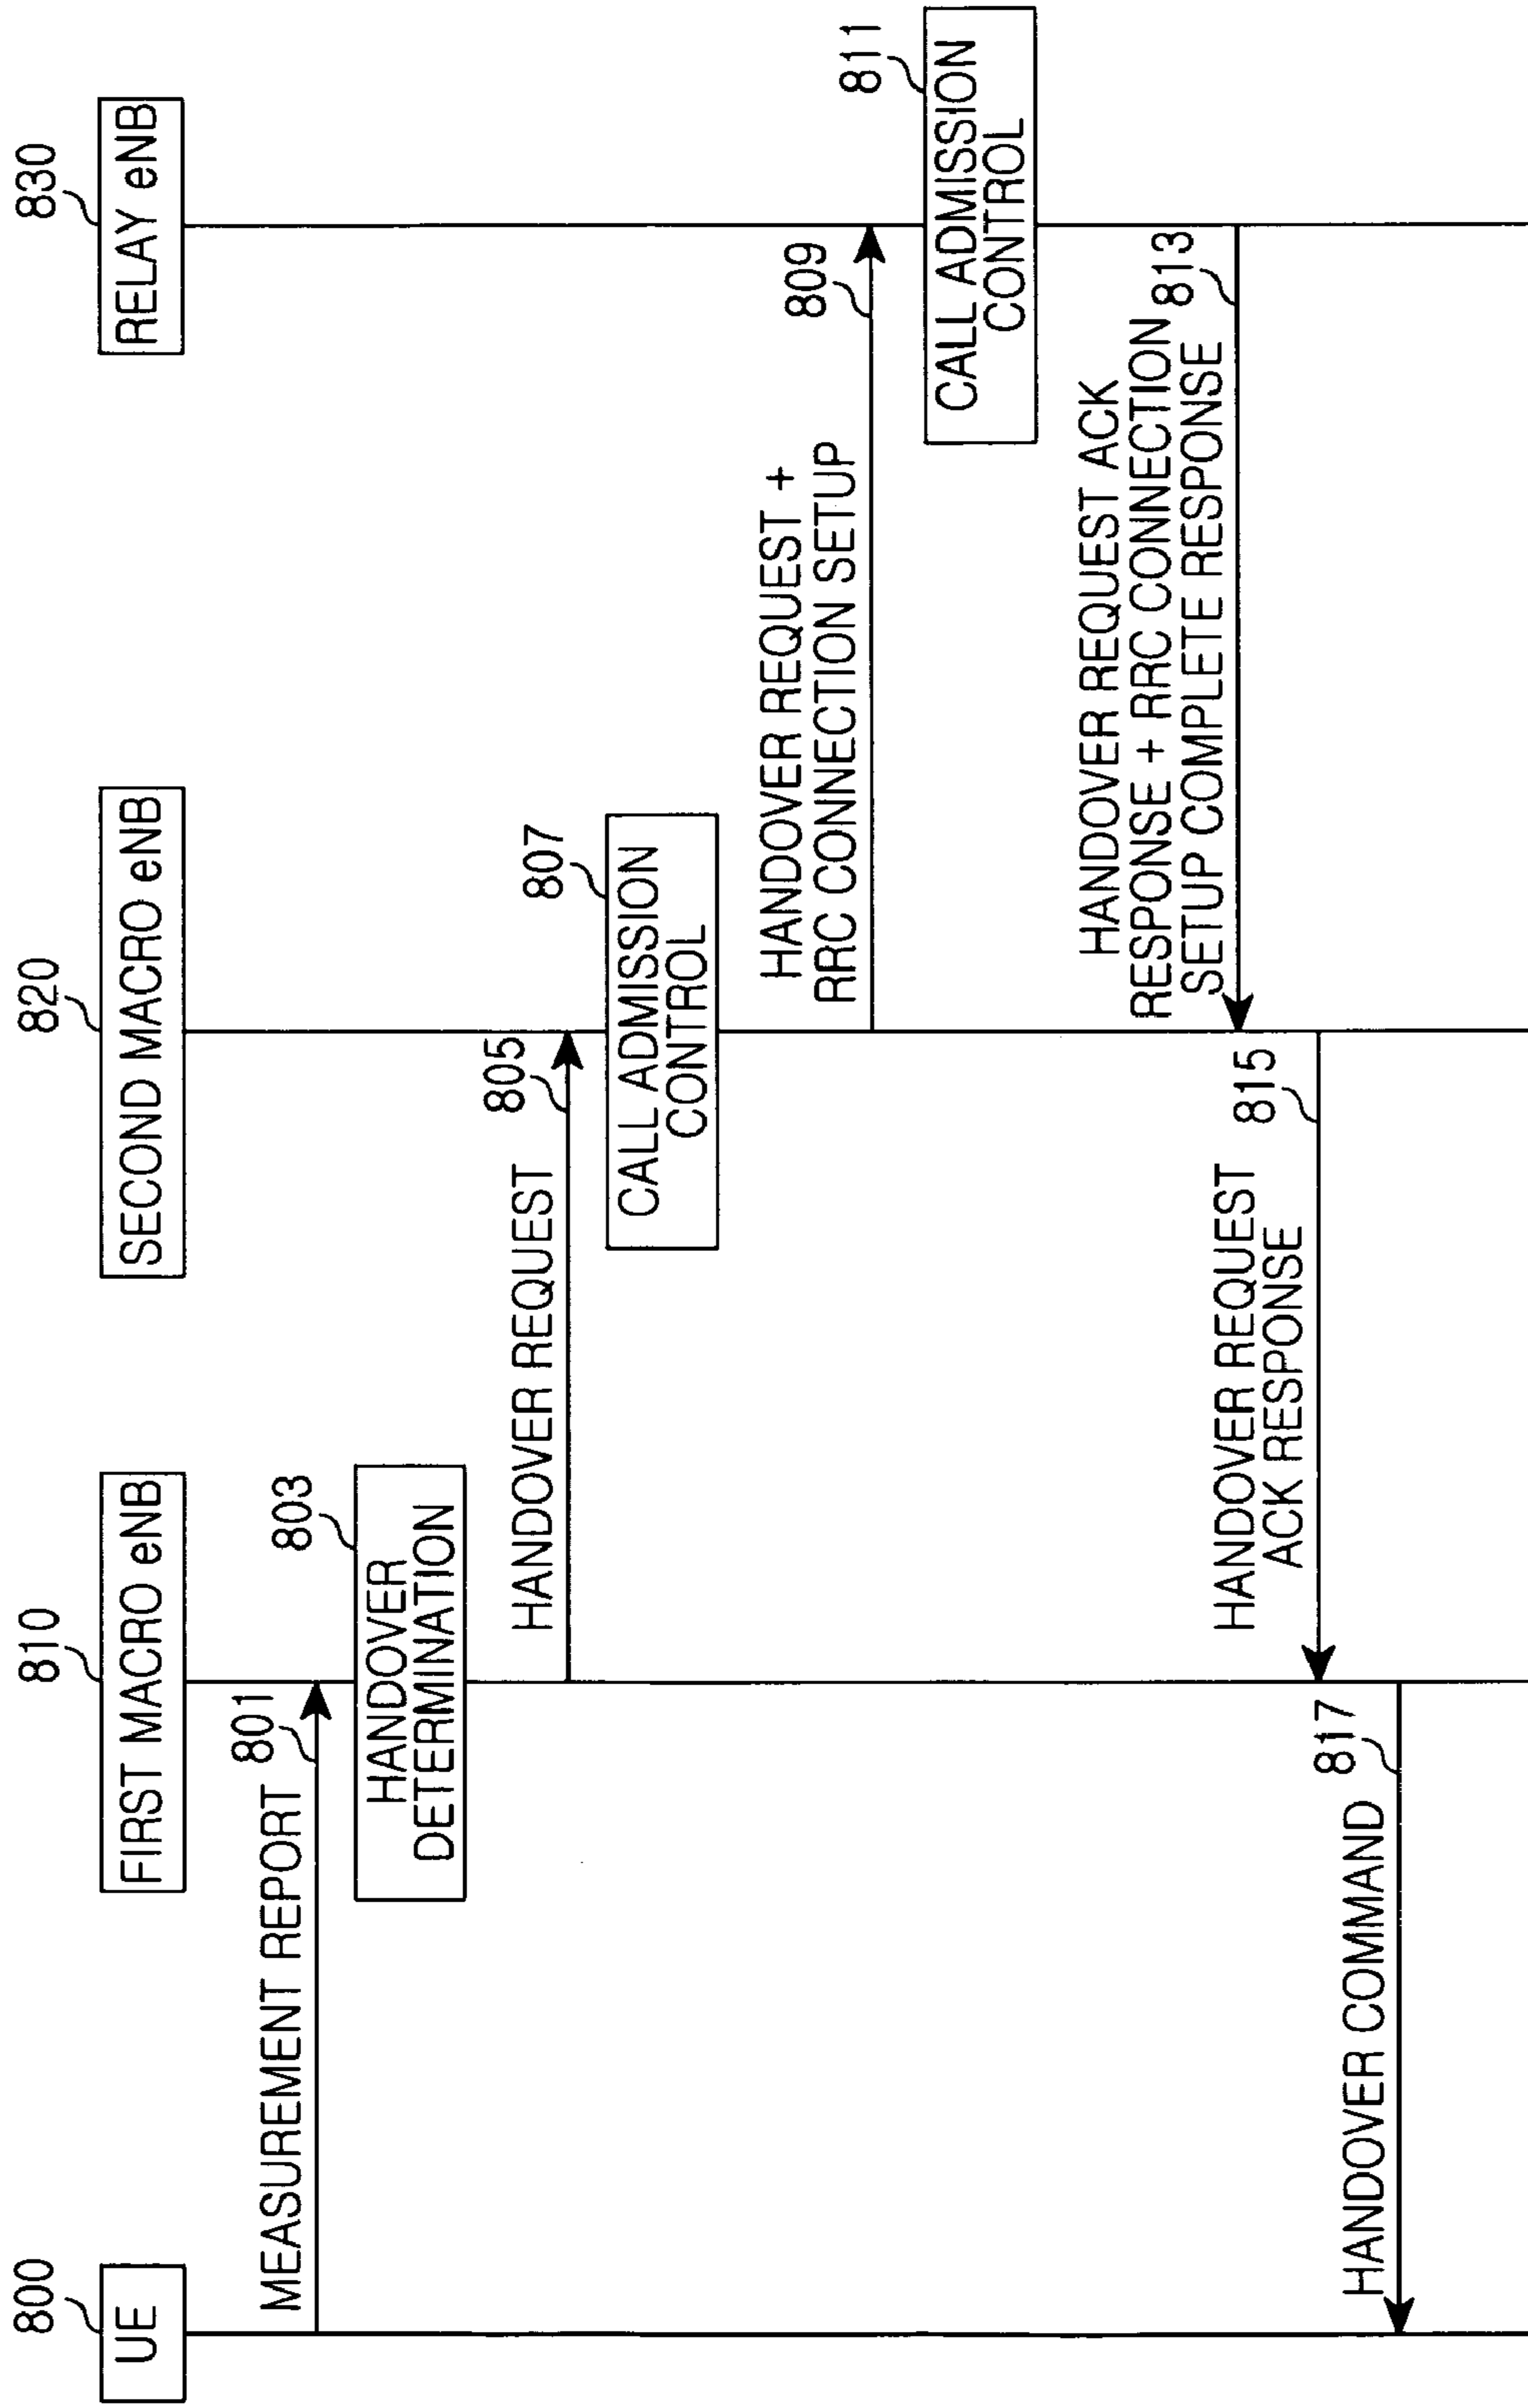 800
UE
810
FIRST MACRO eNB
820
SECOND MACRO eNB
830
RELAY eNB
MEASUREMENT REPORT
801
803
HANDOVER
DETERMINATION
HANDOVER REQUEST
805
807
CALL ADMISSION
CONTROL
HANDOVER REQUEST +
RRC CONNECTION SETUP
809
811
CALL ADMISSION
CONTROL
HANDOVER REQUEST ACK
RESPONSE + RRC CONNECTION
SETUP COMPLETE RESPONSE
813
HANDOVER REQUEST
ACK RESPONSE
815
HANDOVER COMMAND
817